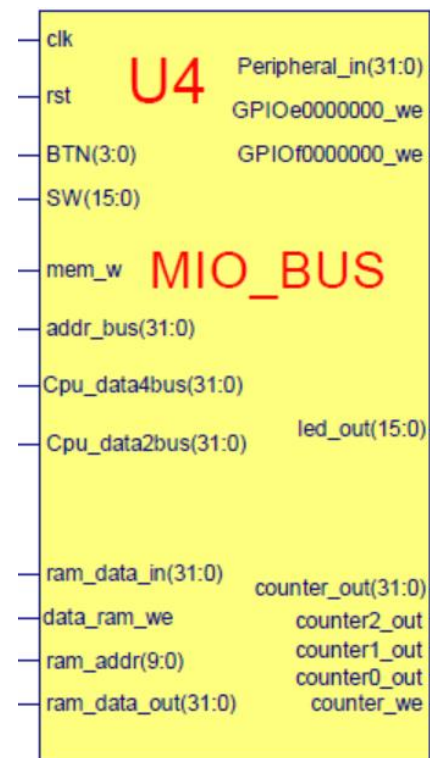 clk
U4
Peripheral_in(31:0)
rst
GPIOe0000000_we
BTN(3:0)
GPIOf0000000_we
SW(15:0)
mem_w
MIO_BUS
addr_bus(31:0)
Cpu_data4bus(31:0)
led_out(15:0)
Cpu_data2bus(31:0)
ram_data_in(31:0)
counter_out(31:0)
data_ram_we
counter2_out
counter1_out
ram_addr(9:0)
counter0_out
ram_data_out(31:0)
counter_we